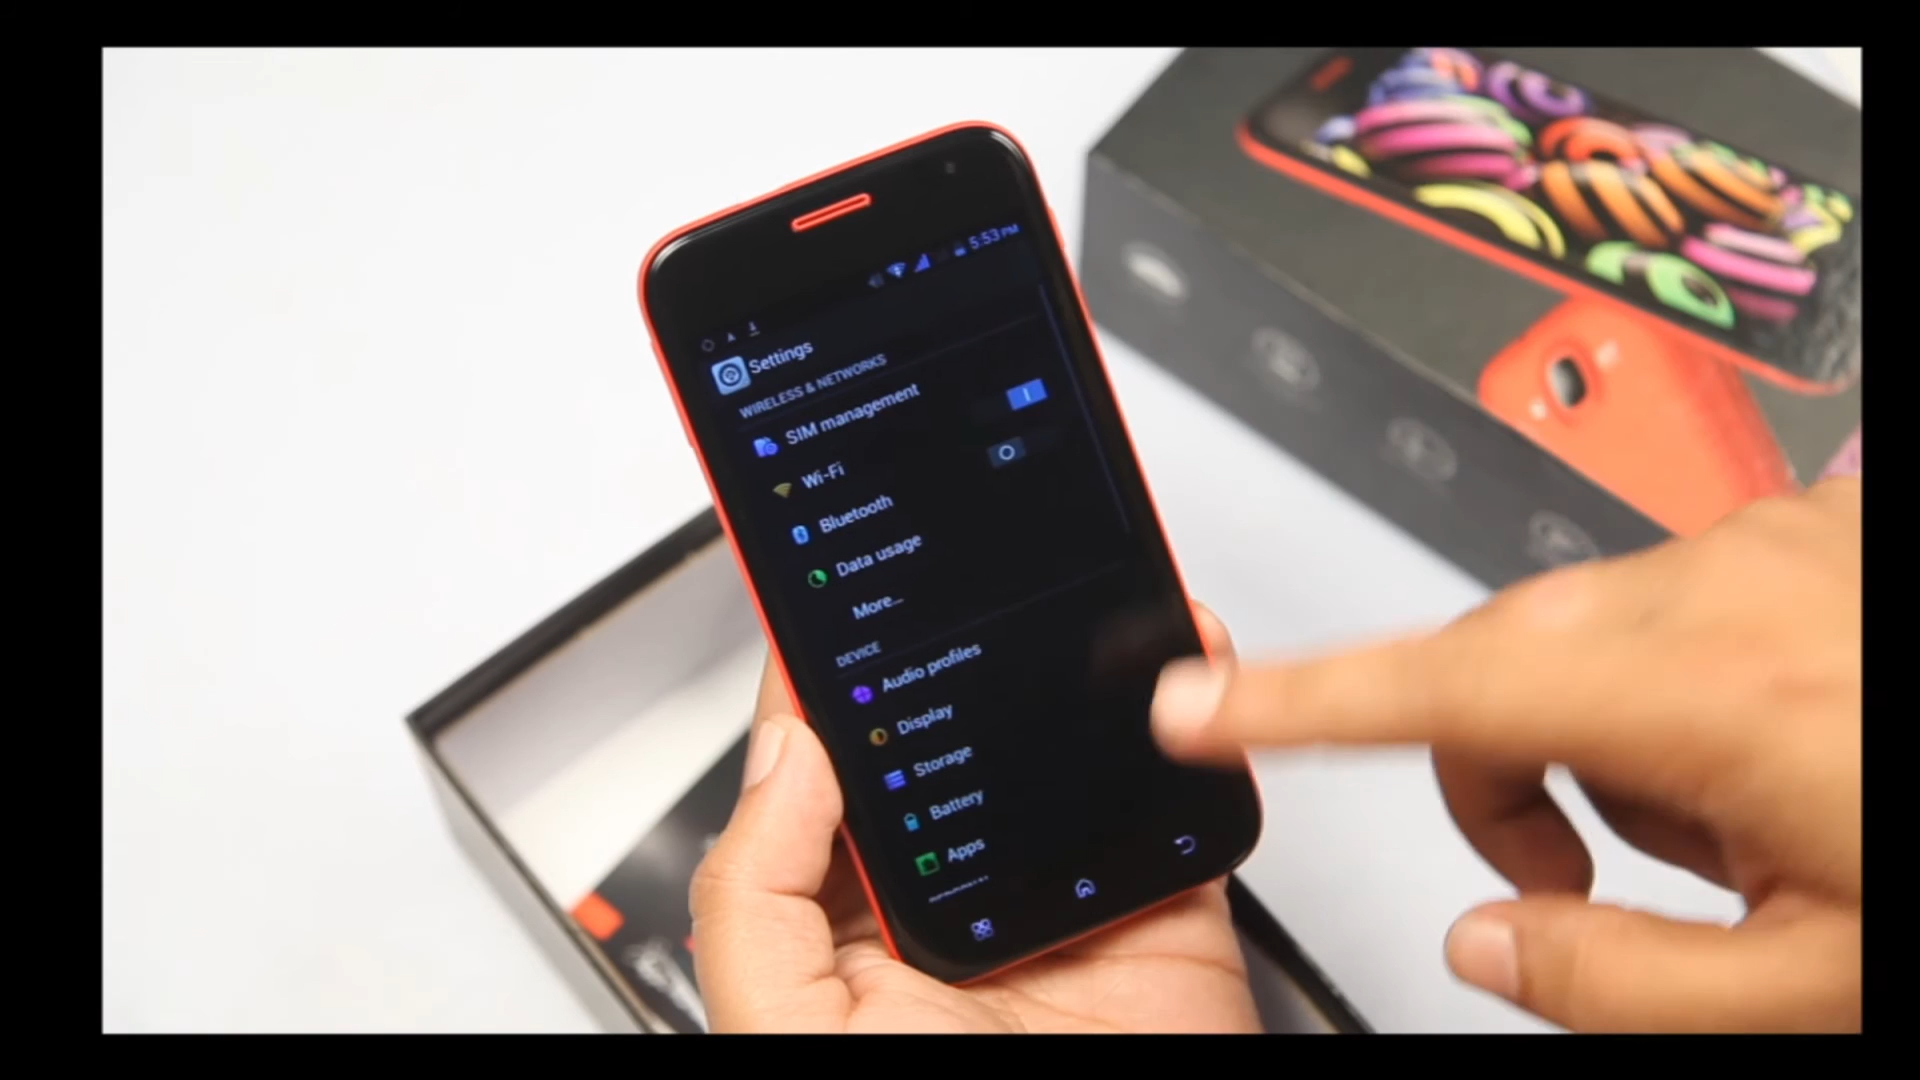 5:53 PM
Settings
WIRELESS & NETWORKS
SIM management
Wi-Fi
Bluetooth
Data usage
More...
DEVICE
Audio profiles
Display
Storage
Battery
Apps